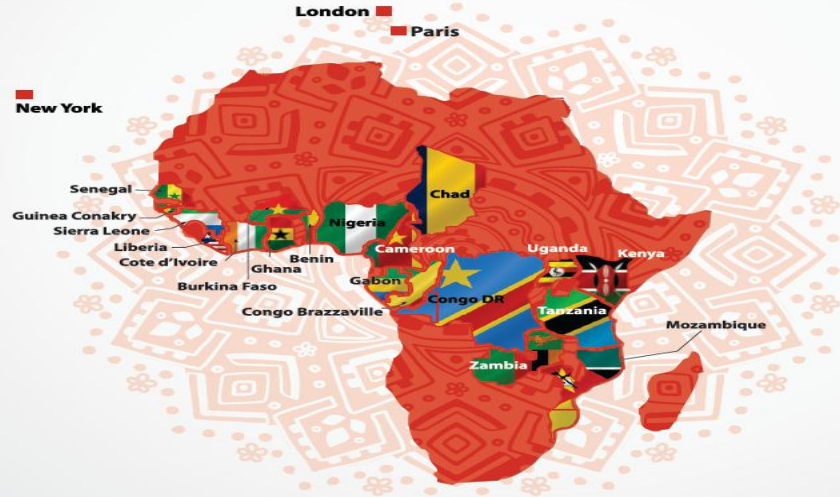 London
Paris
New York
Senegal
Guinea Conakry
Sierra Leone
Liberia
Cote d'Ivoire
Burkina Faso
Ghana
Benin
Nigeria
Chad
Cameroon
Gabon
Congo Brazzaville
Congo DR
Uganda
Kenya
Tanzania
Mozambique
Zambia